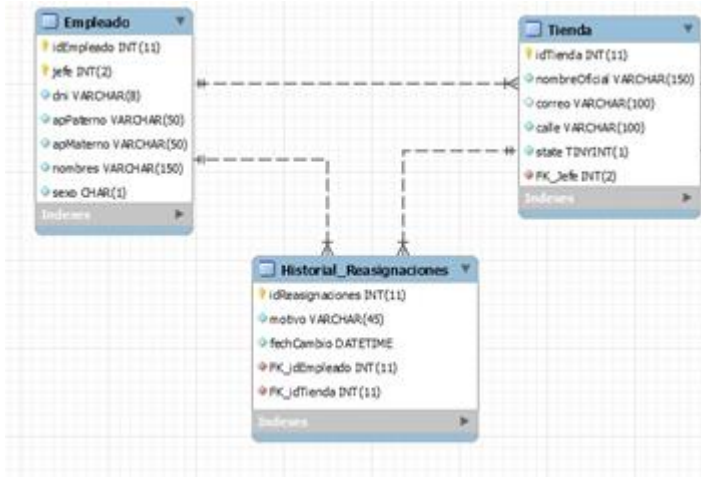 Empleado
idEmpleado INT(11)
jefe INT(2)
dni VARCHAR(8)
apPaterno VARCHAR(50)
apMaterno VARCHAR(50)
nombres VARCHAR(150)
sexo CHAR(1)
Indexes
Tienda
idTienda INT(11)
nombreOficial VARCHAR(150)
correo VARCHAR(100)
calle VARCHAR(100)
state TINYINT(1)
FK_Jefe INT(2)
Indexes
Historial_Reasignaciones
idReasignaciones INT(11)
motivo VARCHAR(45)
fechCambio DATETIME
FK_idEmpleado INT(11)
FK_idTienda INT(11)
Indexes